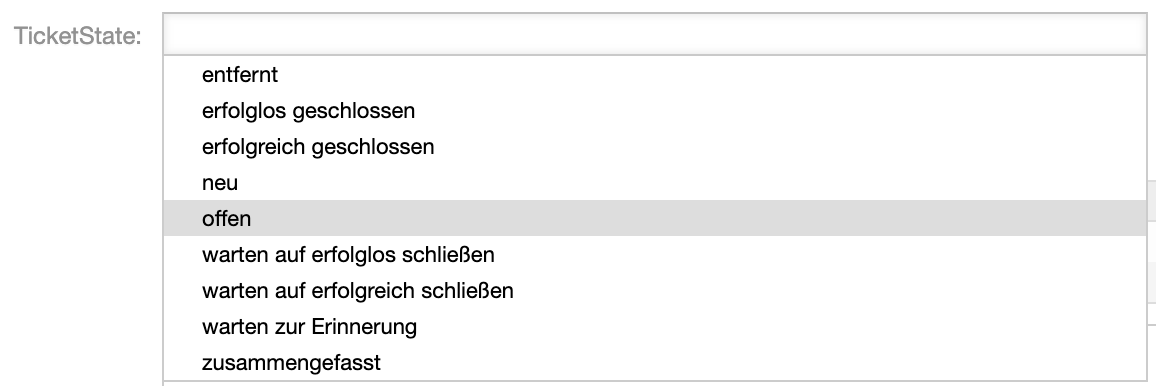 TicketState:
entfernt
erfolglos geschlossen
erfolgreich geschlossen
neu
offen
warten auf erfolglos schließen
warten auf erfolgreich schließen
warten zur Erinnerung
zusammengefasst